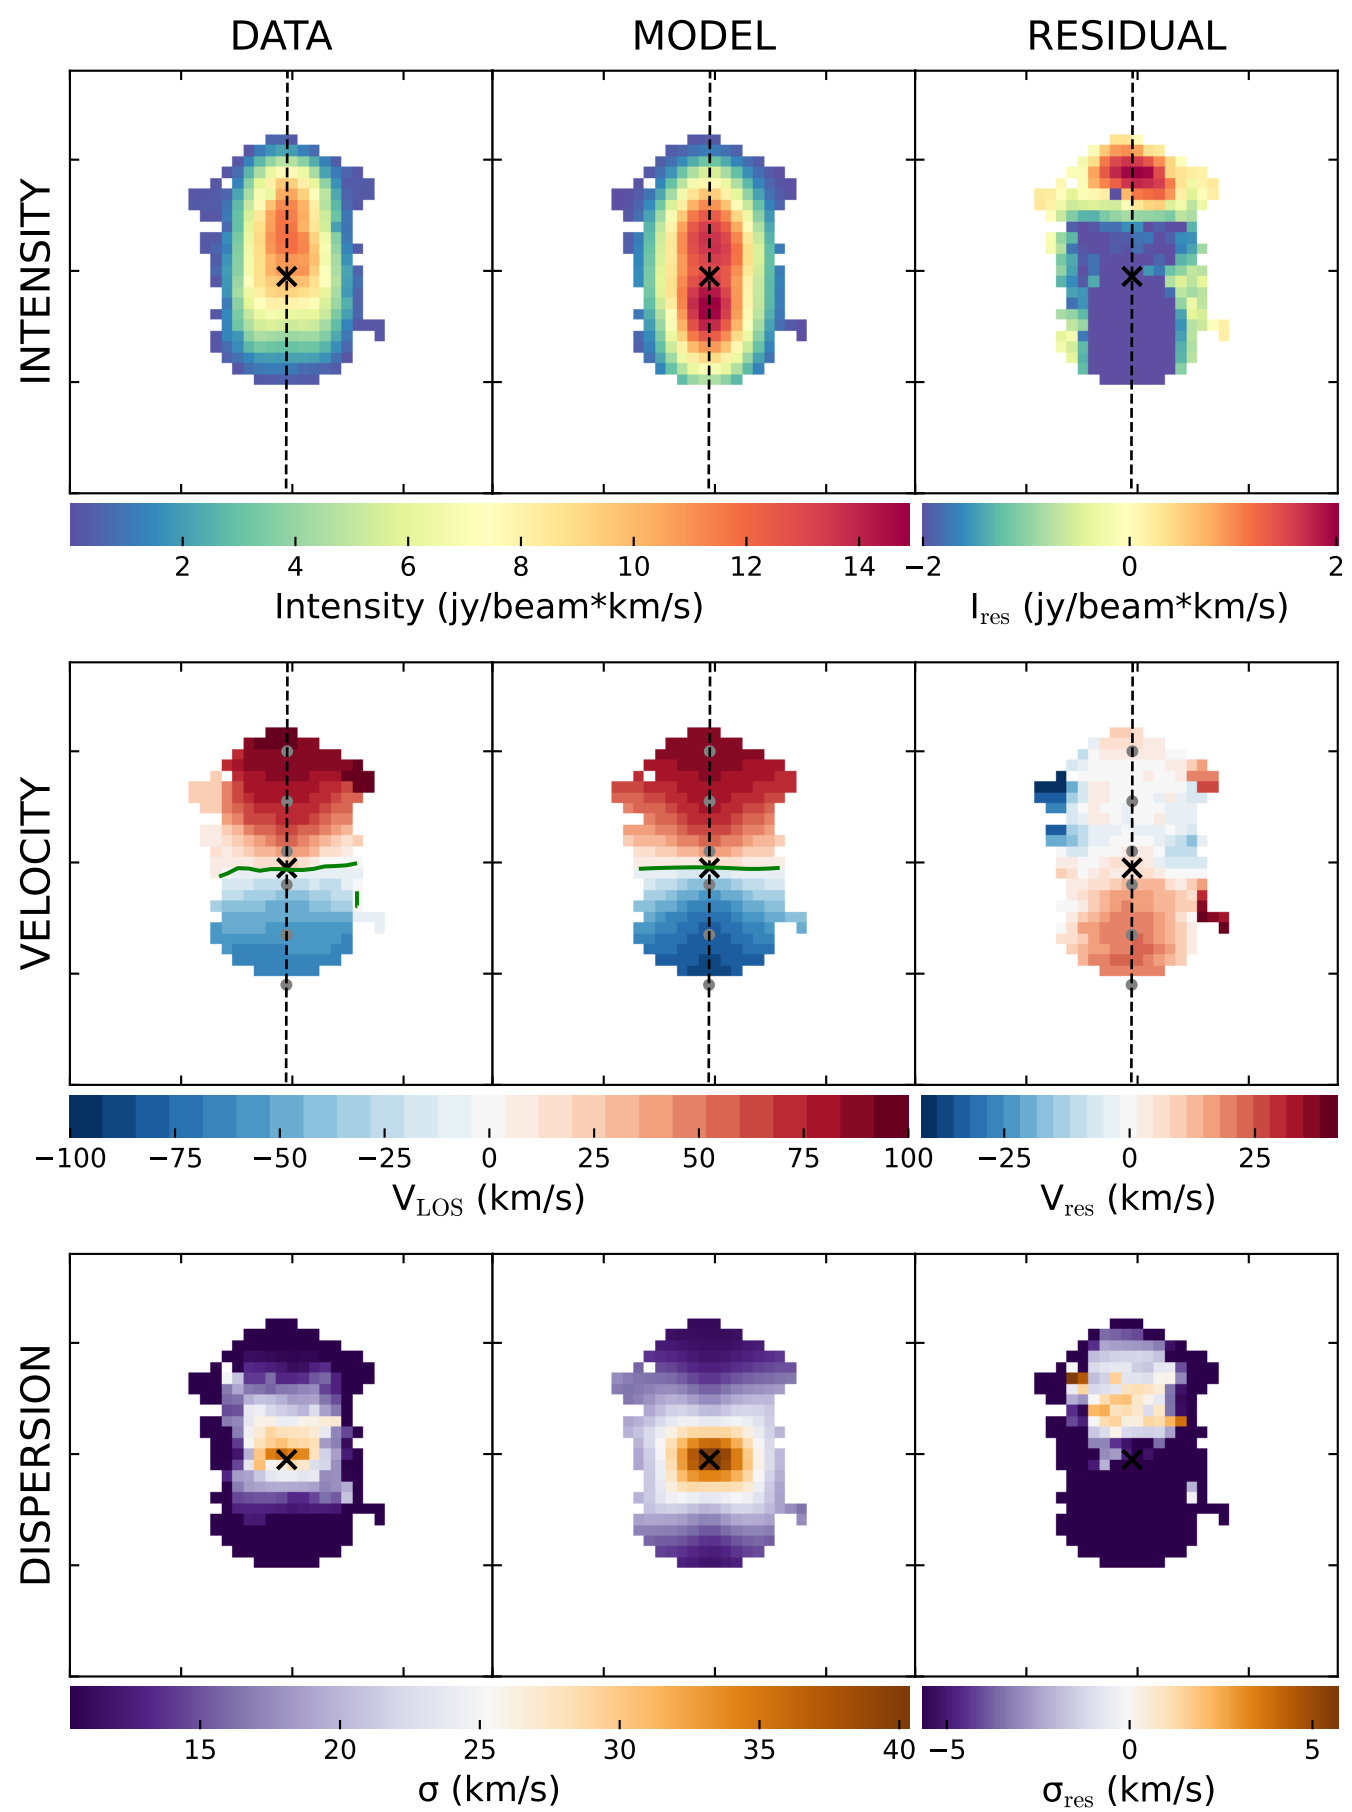 DATA MODEL RESIDUAL
INTENSITY
2 4 6 8 10 12 14 −2 0 2
Intensity (jy/beam*km/s) I_res (jy/beam*km/s)
VELOCITY
−100 −75 −50 −25 0 25 50 75 100 −25 0 25
V_LOS (km/s) V_res (km/s)
DISPERSION
15 20 25 30 35 40 −5 0 5
σ (km/s) σ_res (km/s)